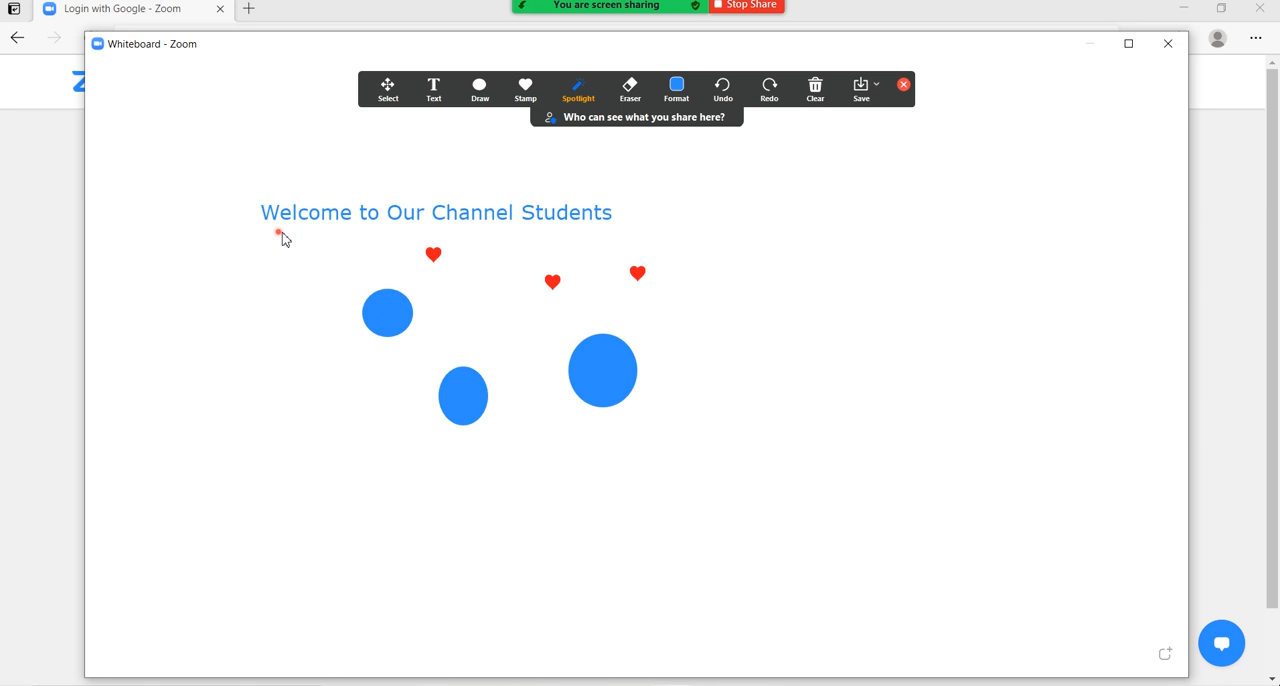 Login with Google - Zoom
You are screen sharing
Stop Share
Whiteboard - Zoom
Select
Text
Draw
Stamp
Spotlight
Eraser
Format
Undo
Redo
Clear
Save
Who can see what you share here?
Welcome to Our Channel Students